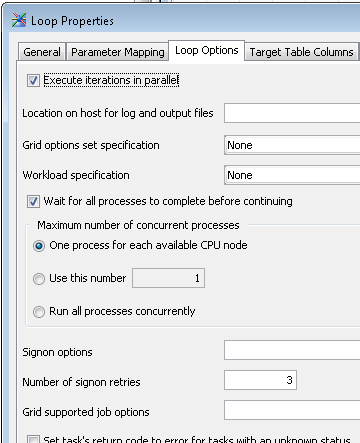 Loop Properties
General Parameter Mapping Loop Options Target Table Columns
Execute iterations in parallel
Location on host for log and output files
Grid options set specification None
Workload specification None
Wait for all processes to complete before continuing
Maximum number of concurrent processes
One process for each available CPU node
Use this number 1
Run all processes concurrently
Signon options
Number of signon retries 3
Grid supported job options
Set task's return code to error for tasks with an unknown status